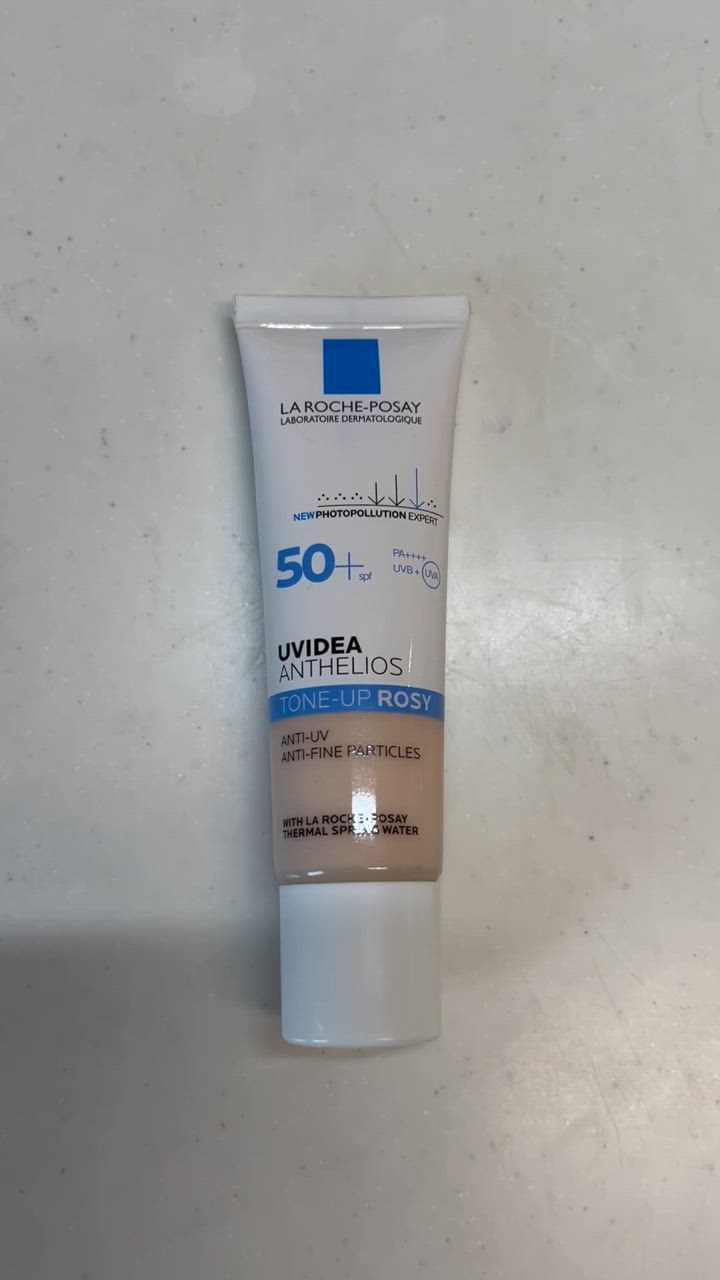 LA ROCHE-POSAY
LABORATOIRE DERMATOLOGIQUE
NEW PHOTOPOLLUTION EXPERT
50+ spf
PA++++
UVB + UVA
UVIDEA
ANTHELIOS
TONE-UP ROSY
ANTI-UV
ANTI-FINE PARTICLES
WITH LA ROCHE-POSAY
THERMAL SPRING WATER